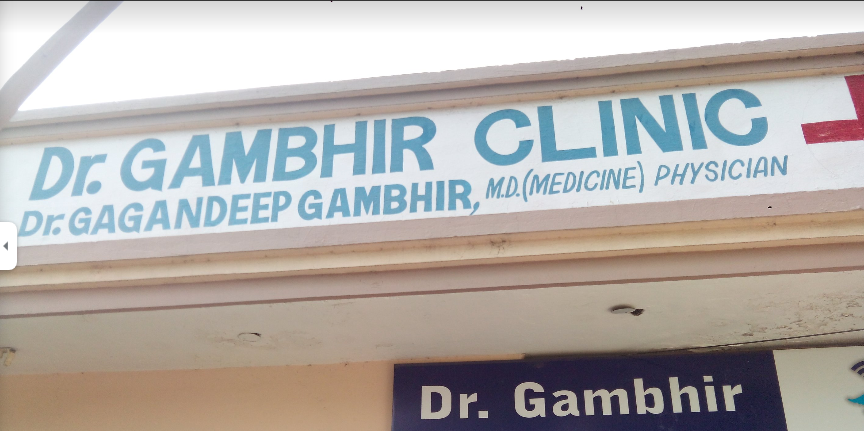 Dr. GAMBHIR CLINIC
Dr. GAGANDEEP GAMBHIR, M.D.(MEDICINE) PHYSICIAN
Dr. Gambhir